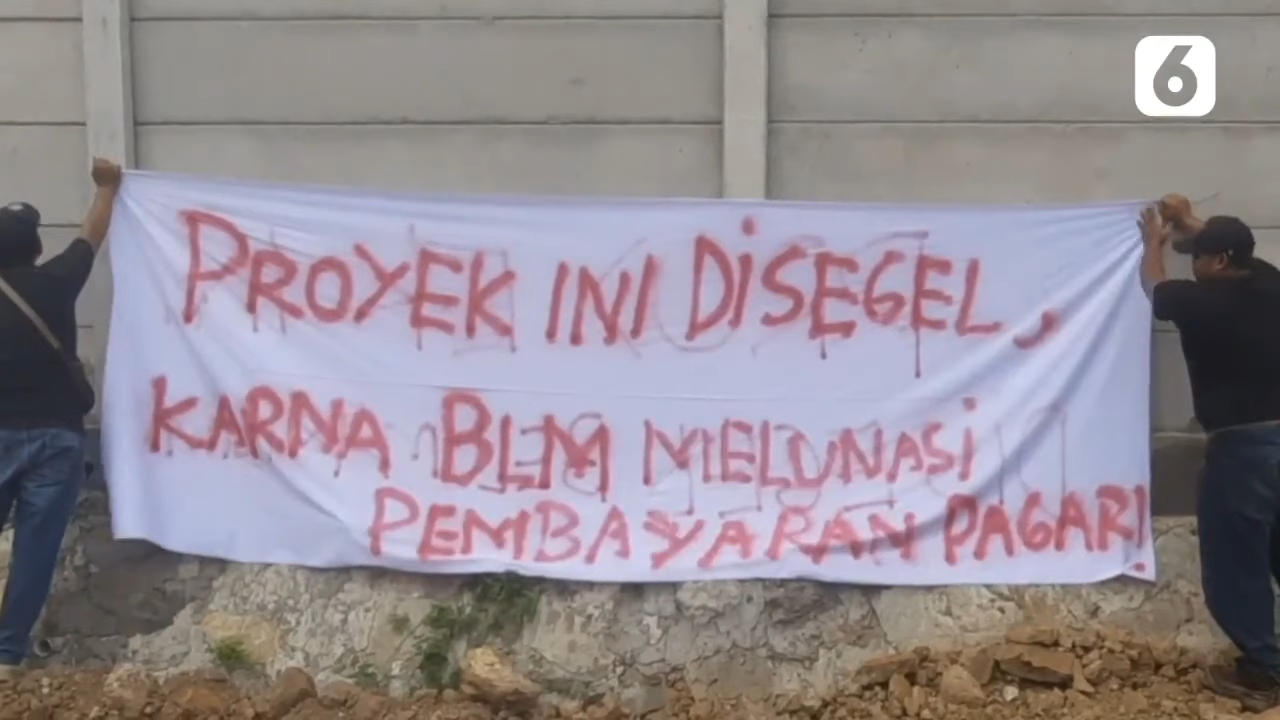 6
PROYEK INI DISEGEL,
KARNA BLM MELUNASI
PEMBAYARAN PAGAR!